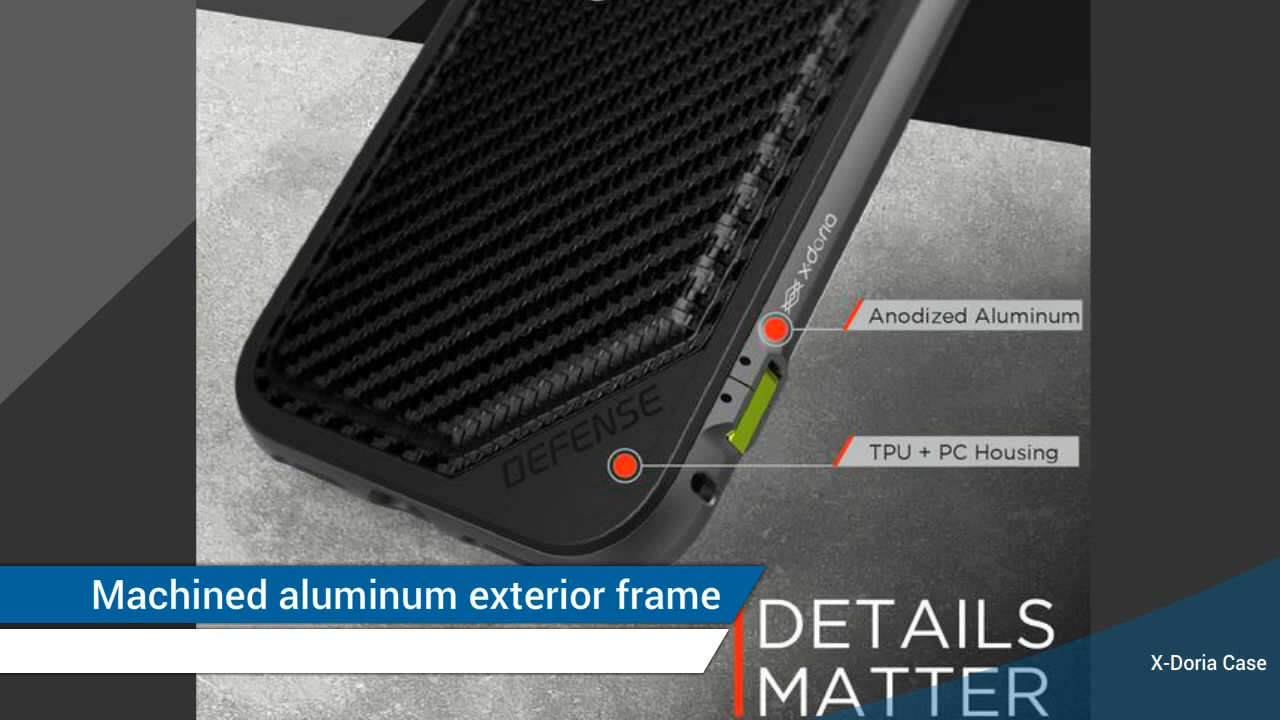 x-doria
Anodized Aluminum
DEFENSE
TPU + PC Housing
Machined aluminum exterior frame
DETAILS
MATTER
X-Doria Case